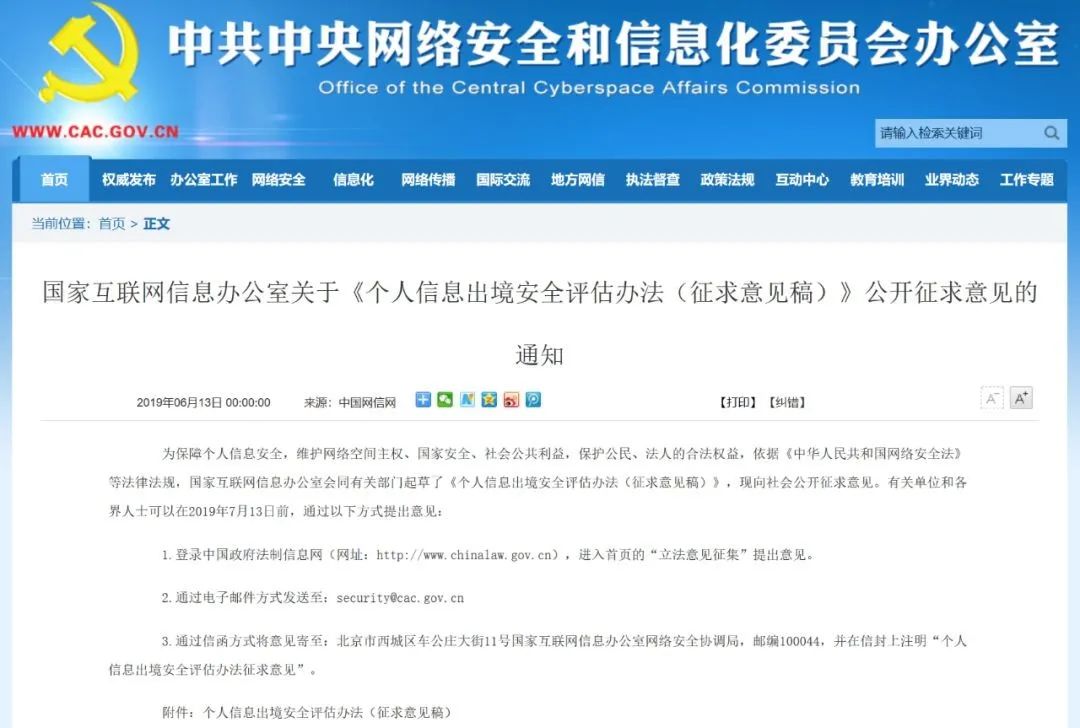 中共中央网络安全和信息化委员会办公室
Office of the Central Cyberspace Affairs Commission
WWW.CAC.GOV.CN
请输入检索关键词
首页 权威发布 办公室工作 网络安全 信息化 网络传播 国际交流 地方网信 执法督查 政策法规 互动中心 教育培训 业界动态 工作专题
当前位置：首页 > 正文
国家互联网信息办公室关于《个人信息出境安全评估办法（征求意见稿）》公开征求意见的
通知
2019年06月13日 00:00:00 来源：中国网信网 【打印】【纠错】 A- A+
为保障个人信息安全，维护网络空间主权、国家安全、社会公共利益，保护公民、法人的合法权益，依据《中华人民共和国网络安全法》
等法律法规，国家互联网信息办公室会同有关部门起草了《个人信息出境安全评估办法（征求意见稿）》，现向社会公开征求意见。有关单位和各
界人士可以在2019年7月13日前，通过以下方式提出意见：
1.登录中国政府法制信息网（网址：http://www.chinalaw.gov.cn），进入首页的“立法意见征集”提出意见。
2.通过电子邮件方式发送至：security@cac.gov.cn
3.通过信函方式将意见寄至：北京市西城区车公庄大街11号国家互联网信息办公室网络安全协调局，邮编100044，并在信封上注明“个人
信息出境安全评估办法征求意见”。
附件：个人信息出境安全评估办法（征求意见稿）